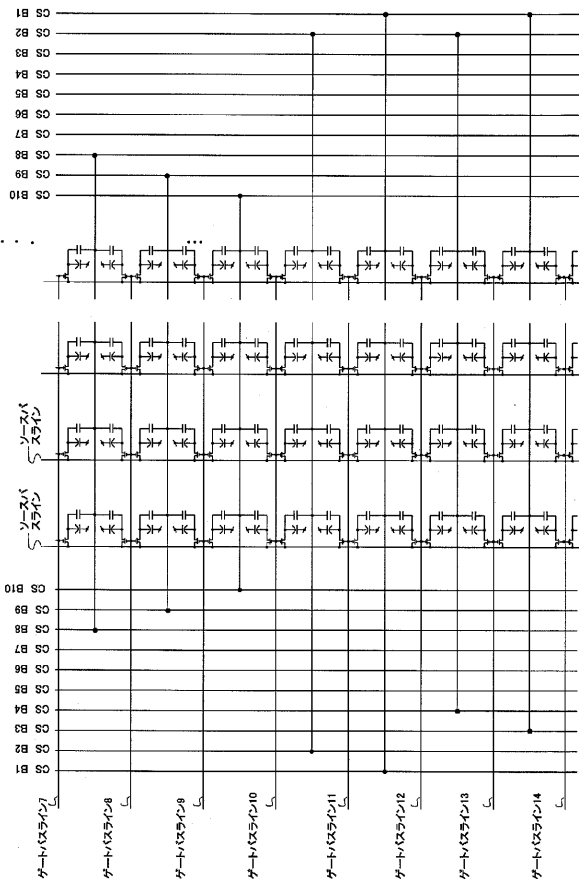 CS B1
CS B2
CS B3
CS B4
CS B5
CS B6
CS B7
CS B8
CS B9
CS B10
・・・
・・・
ソースバ
スライン
ソースバ
スライン
CS B10
CS B9
CS B8
CS B7
CS B6
CS B5
CS B4
CS B3
CS B2
CS B1
ゲートバスライン7
ゲートバスライン8
ゲートバスライン9
ゲートバスライン10
ゲートバスライン11
ゲートバスライン12
ゲートバスライン13
ゲートバスライン14